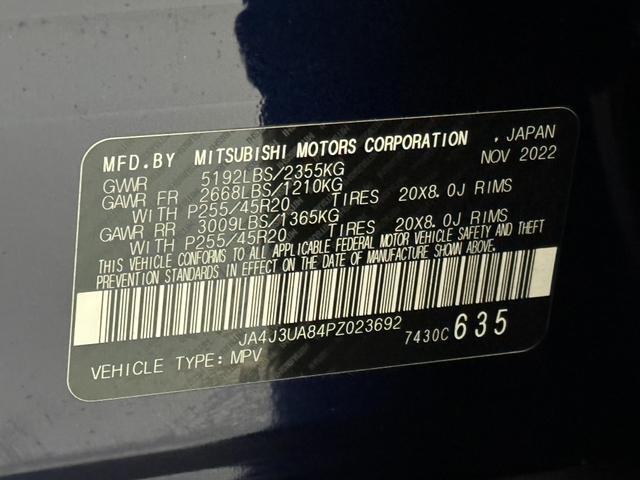 MFD.BY MITSUBISHI MOTORS CORPORATION , JAPAN
GVWR 5192LBS/2355KG NOV 2022
GAWR FR 2668LBS/1210KG
WITH P255/45R20 TIRES 20X8.0J RIMS
GAWR RR 3009LBS/1365KG
WITH P255/45R20 TIRES 20X8.0J RIMS
THIS VEHICLE CONFORMS TO ALL APPLICABLE FEDERAL MOTOR VEHICLE SAFETY AND THEFT
PREVENTION STANDARDS IN EFFECT ON THE DATE OF MANUFACTURE SHOWN ABOVE.
JA4J3UA84PZ023692 7430C 635
VEHICLE TYPE:MPV